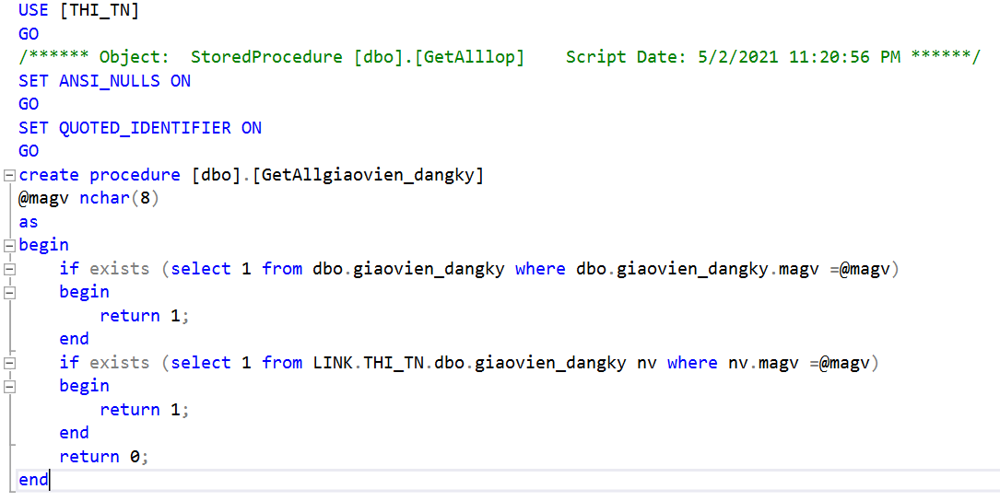 USE [THI_TN]
GO
/****** Object:  StoredProcedure [dbo].[GetAlllop]    Script Date: 5/2/2021 11:20:56 PM ******/
SET ANSI_NULLS ON
GO
SET QUOTED_IDENTIFIER ON
GO
create procedure [dbo].[GetAllgiaovien_dangky]
@magv nchar(8)
as
begin
    if exists (select 1 from dbo.giaovien_dangky where dbo.giaovien_dangky.magv =@magv)
    begin
        return 1;
    end
    if exists (select 1 from LINK.THI_TN.dbo.giaovien_dangky nv where nv.magv =@magv)
    begin
        return 1;
    end
    return 0;
end